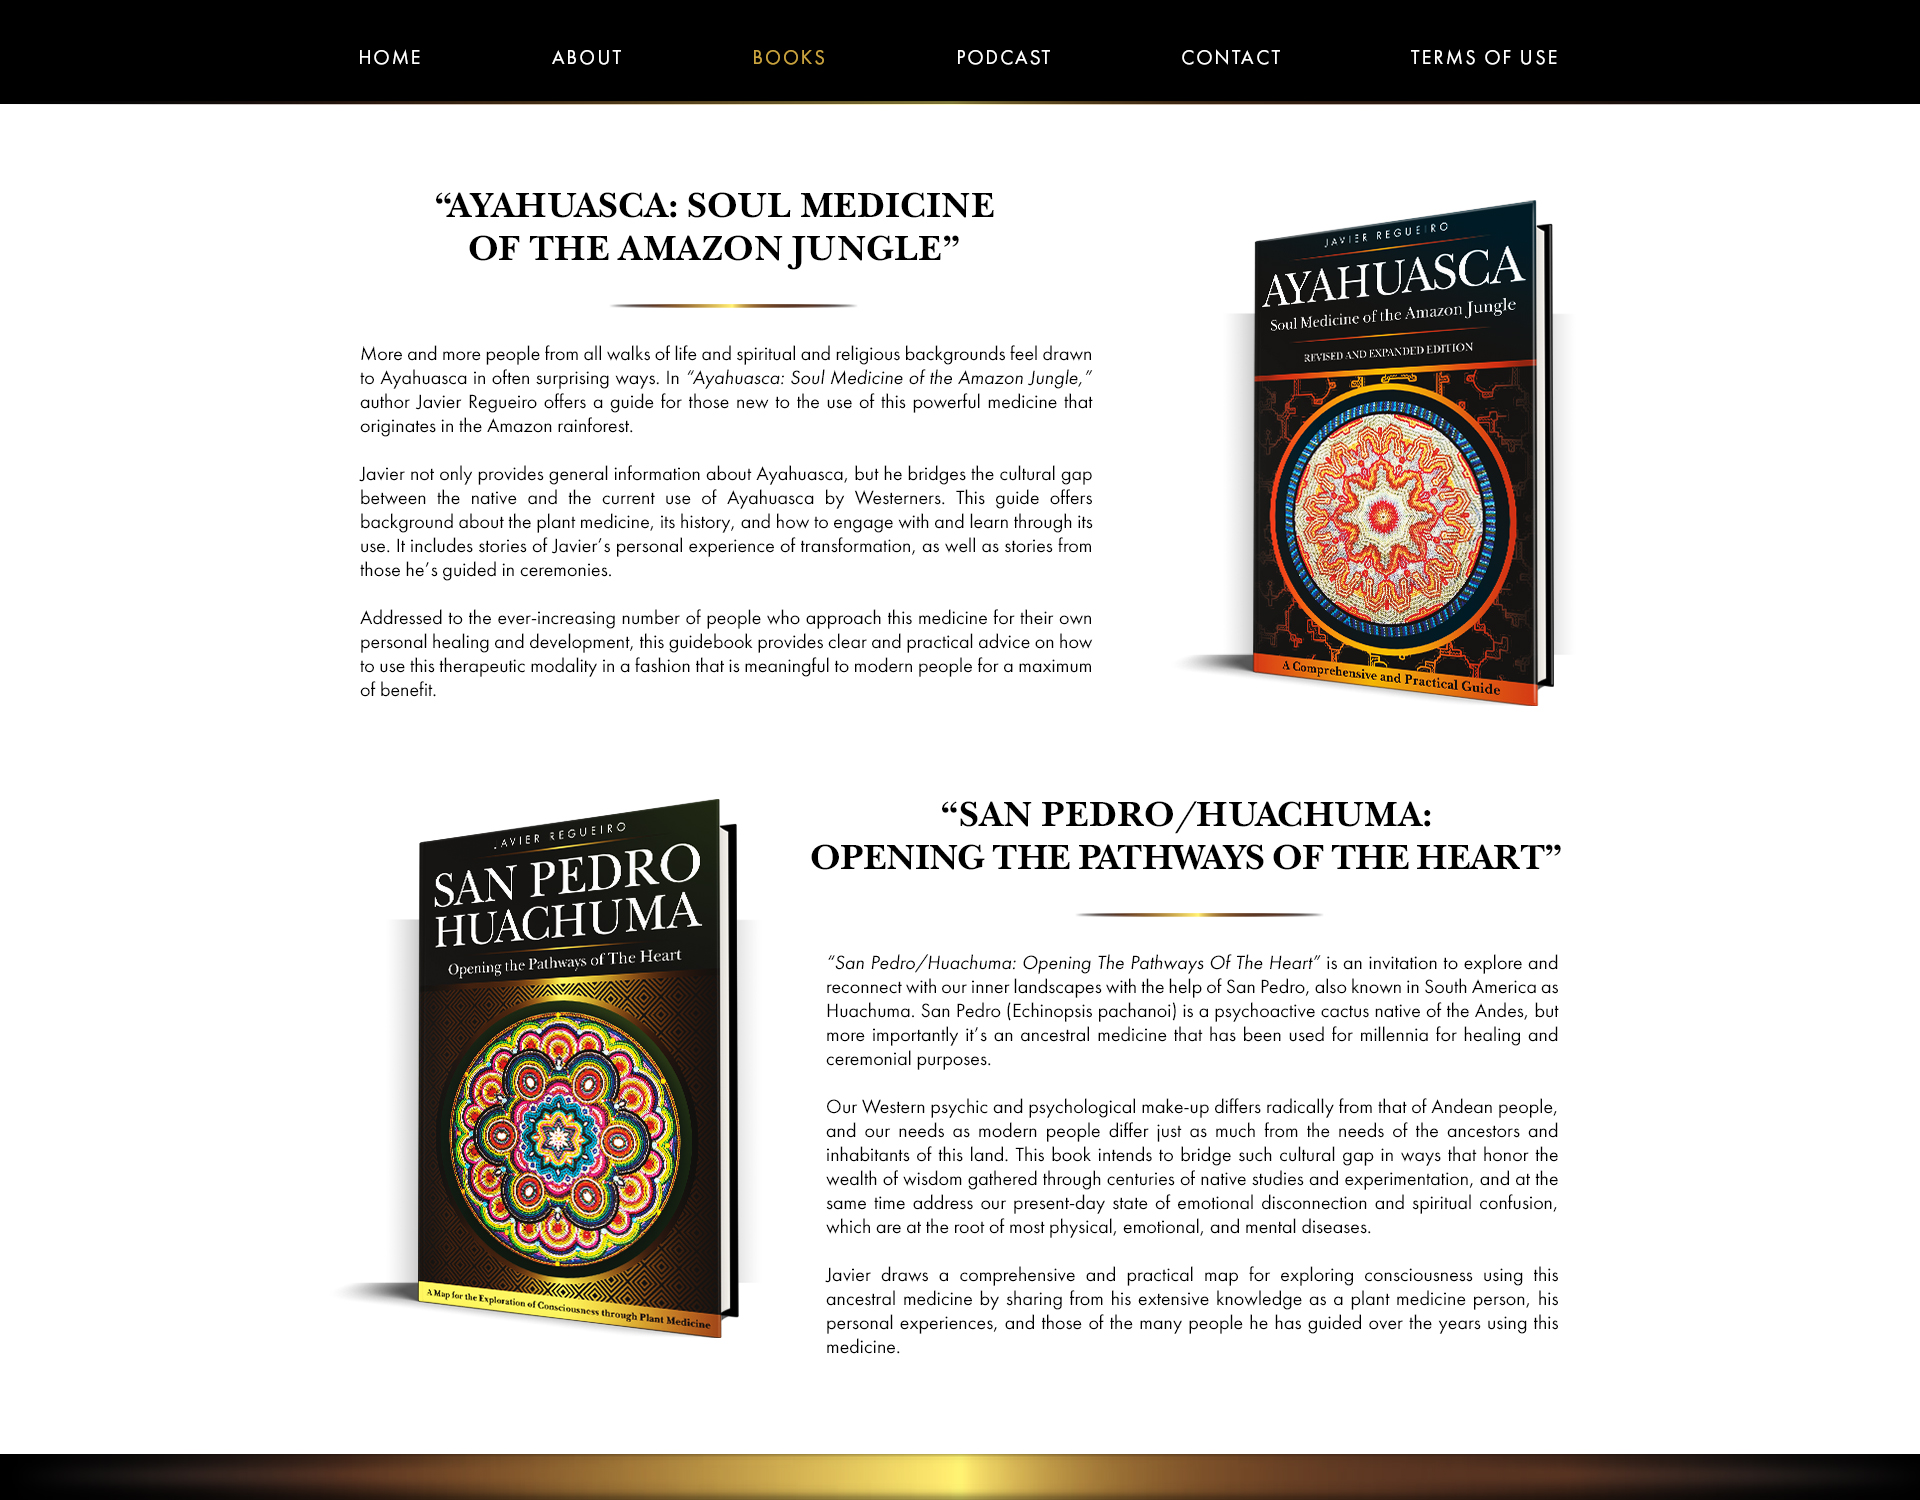 HOME ABOUT BOOKS PODCAST CONTACT TERMS OF USE
“AYAHUASCA: SOUL MEDICINE
OF THE AMAZON JUNGLE”
More and more people from all walks of life and spiritual and religious backgrounds feel drawn
to Ayahuasca in often surprising ways. In “Ayahuasca: Soul Medicine of the Amazon Jungle,”
author Javier Regueiro offers a guide for those new to the use of this powerful medicine that
originates in the Amazon rainforest.
Javier not only provides general information about Ayahuasca, but he bridges the cultural gap
between the native and the current use of Ayahuasca by Westerners. This guide offers
background about the plant medicine, its history, and how to engage with and learn through its
use. It includes stories of Javier’s personal experience of transformation, as well as stories from
those he’s guided in ceremonies.
Addressed to the ever-increasing number of people who approach this medicine for their own
personal healing and development, this guidebook provides clear and practical advice on how
to use this therapeutic modality in a fashion that is meaningful to modern people for a maximum
of benefit.
JAVIER REGUEIRO
AYAHUASCA
Soul Medicine of the Amazon Jungle
REVISED AND EXPANDED EDITION
A Comprehensive and Practical Guide
JAVIER REGUEIRO
SAN PEDRO
HUACHUMA
Opening the Pathways of The Heart
A Map for the Exploration of Consciousness through Plant Medicine
“SAN PEDRO/HUACHUMA:
OPENING THE PATHWAYS OF THE HEART”
“San Pedro/Huachuma: Opening The Pathways Of The Heart” is an invitation to explore and
reconnect with our inner landscapes with the help of San Pedro, also known in South America as
Huachuma. San Pedro (Echinopsis pachanoi) is a psychoactive cactus native of the Andes, but
more importantly it’s an ancestral medicine that has been used for millennia for healing and
ceremonial purposes.
Our Western psychic and psychological make-up differs radically from that of Andean people,
and our needs as modern people differ just as much from the needs of the ancestors and
inhabitants of this land. This book intends to bridge such cultural gap in ways that honor the
wealth of wisdom gathered through centuries of native studies and experimentation, and at the
same time address our present-day state of emotional disconnection and spiritual confusion,
which are at the root of most physical, emotional, and mental diseases.
Javier draws a comprehensive and practical map for exploring consciousness using this
ancestral medicine by sharing from his extensive knowledge as a plant medicine person, his
personal experiences, and those of the many people he has guided over the years using this
medicine.